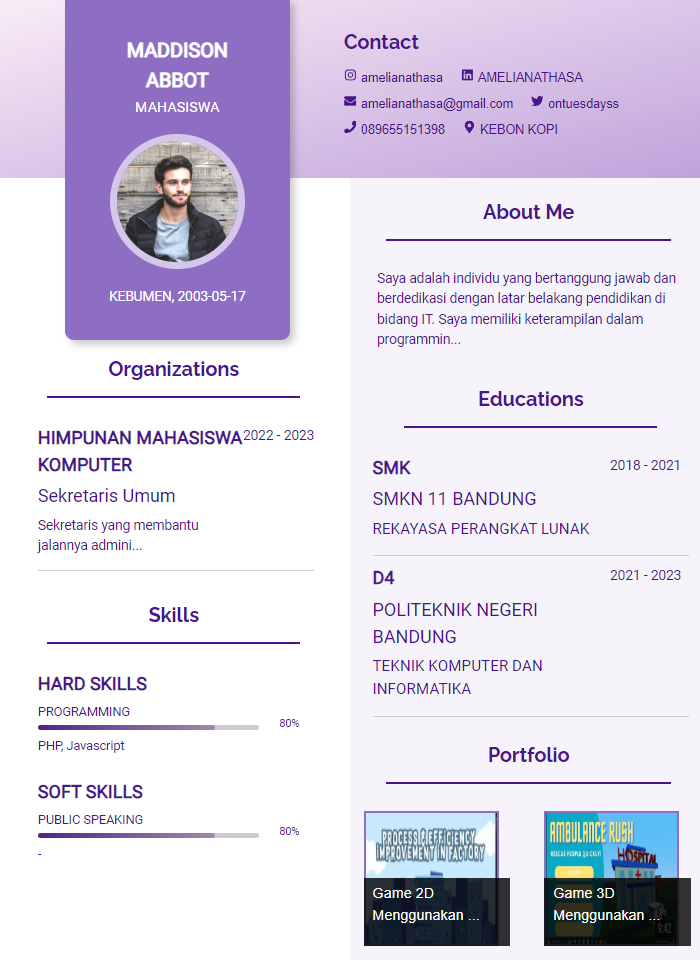 MADDISON
ABBOT
MAHASISWA
KEBUMEN, 2003-05-17
Contact
amelianathasa AMELIANATHASA
amelianathasa@gmail.com ontuesdayss
089655151398 KEBON KOPI
Organizations
HIMPUNAN MAHASISWA 2022 - 2023
KOMPUTER
Sekretaris Umum
Sekretaris yang membantu
jalannya admini...
Skills
HARD SKILLS
PROGRAMMING
80%
PHP, Javascript
SOFT SKILLS
PUBLIC SPEAKING
80%
-
About Me
Saya adalah individu yang bertanggung jawab dan
berdedikasi dengan latar belakang pendidikan di
bidang IT. Saya memiliki keterampilan dalam
programmin...
Educations
SMK 2018 - 2021
SMKN 11 BANDUNG
REKAYASA PERANGKAT LUNAK
D4 2021 - 2023
POLITEKNIK NEGERI
BANDUNG
TEKNIK KOMPUTER DAN
INFORMATIKA
Portfolio
PROCESS & EFFICIENCY
IMPROVEMENT IN FACTORY
Game 2D
Menggunakan ...
AMBULANCE RUSH
RESCUE PEOPLE QUICKLY!
HOSPITAL
Game 3D
Menggunakan ...
9:42